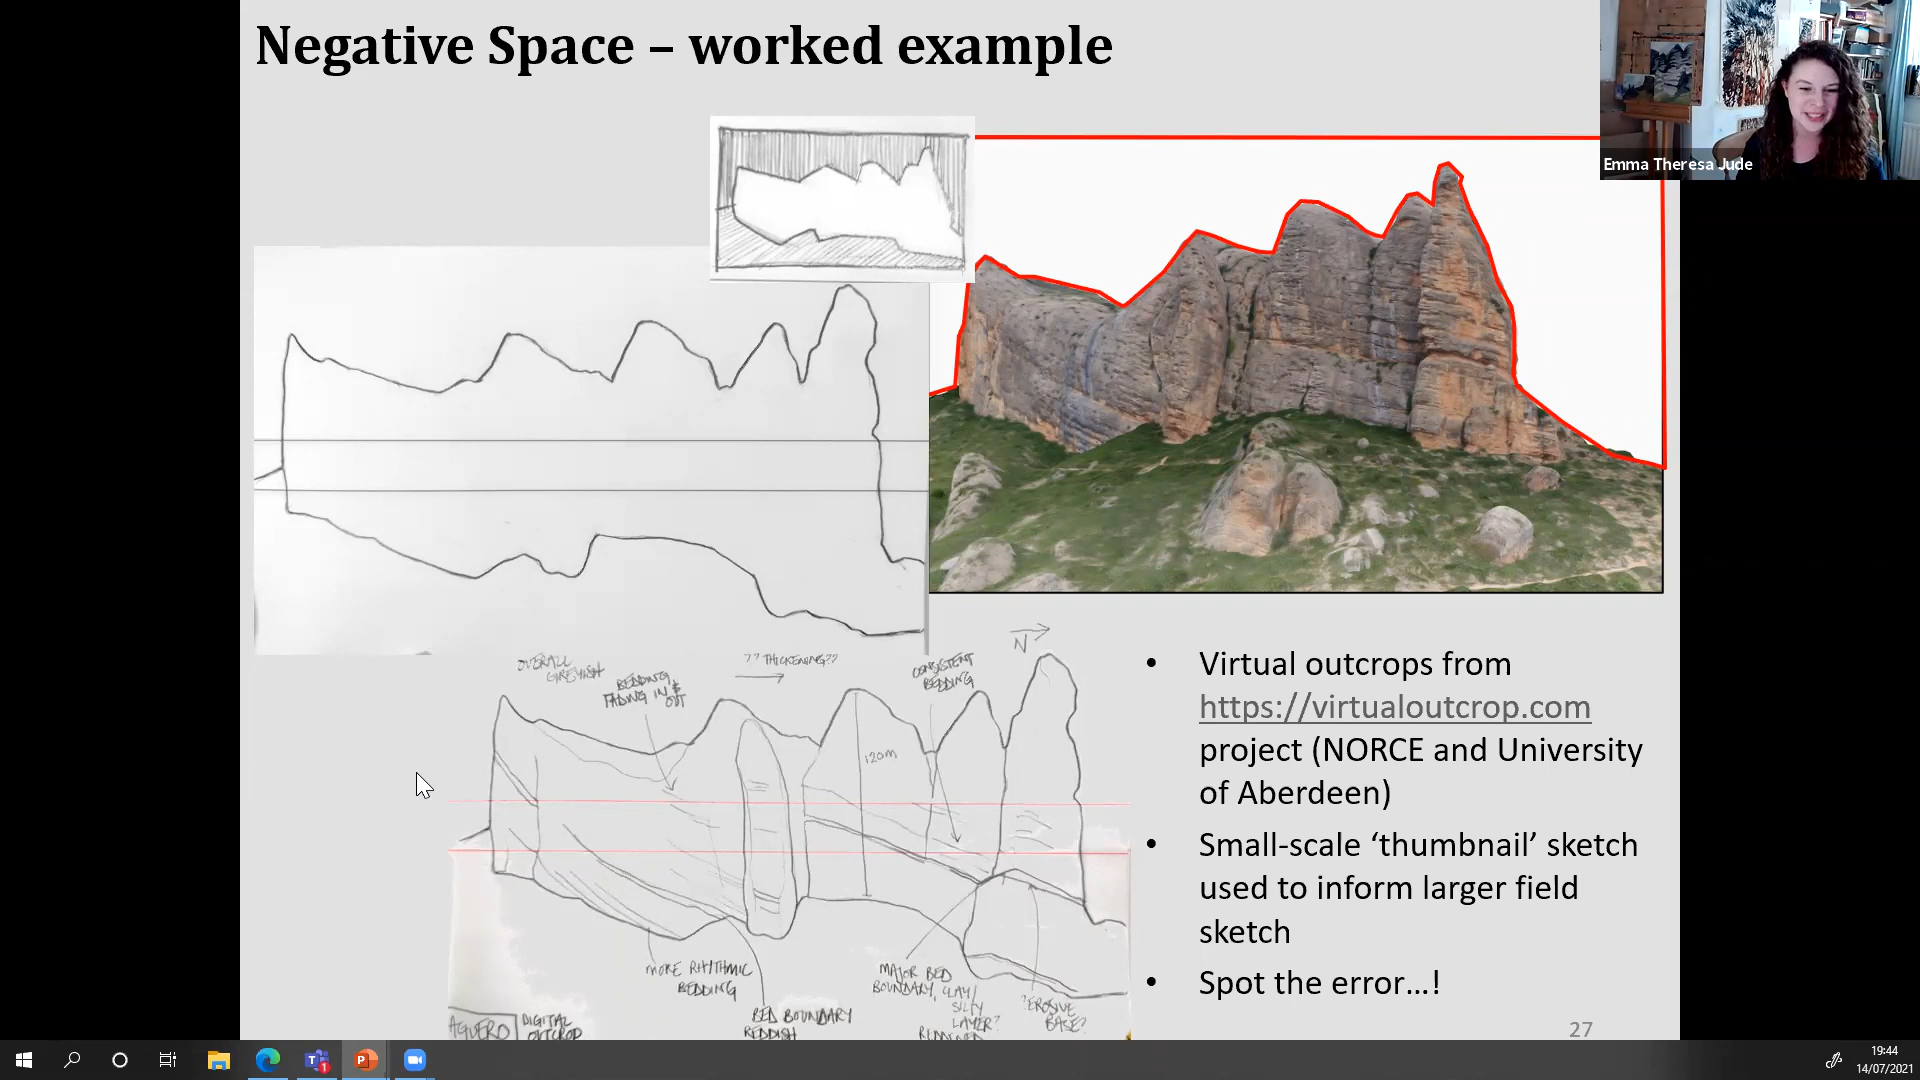 Negative Space – worked example
Emma Theresa Jude
OVERALL
GREYISH
BEDDING
FADING IN &
OUT
?? THICKENING??
CONSISTENT
BEDDING
N
120m
MORE RHYTHMIC
BEDDING
BED BOUNDARY
REDDISH
MAJOR BED
BOUNDARY, CLAY/
SILTY
LAYER?
REDDENED
?EROSIVE
BASE?
AGUERO
DIGITAL
OUTCROP
• Virtual outcrops from
https://virtualoutcrop.com
project (NORCE and University
of Aberdeen)
• Small-scale ‘thumbnail’ sketch
used to inform larger field
sketch
• Spot the error…!
27
1
19:44
14/07/2021